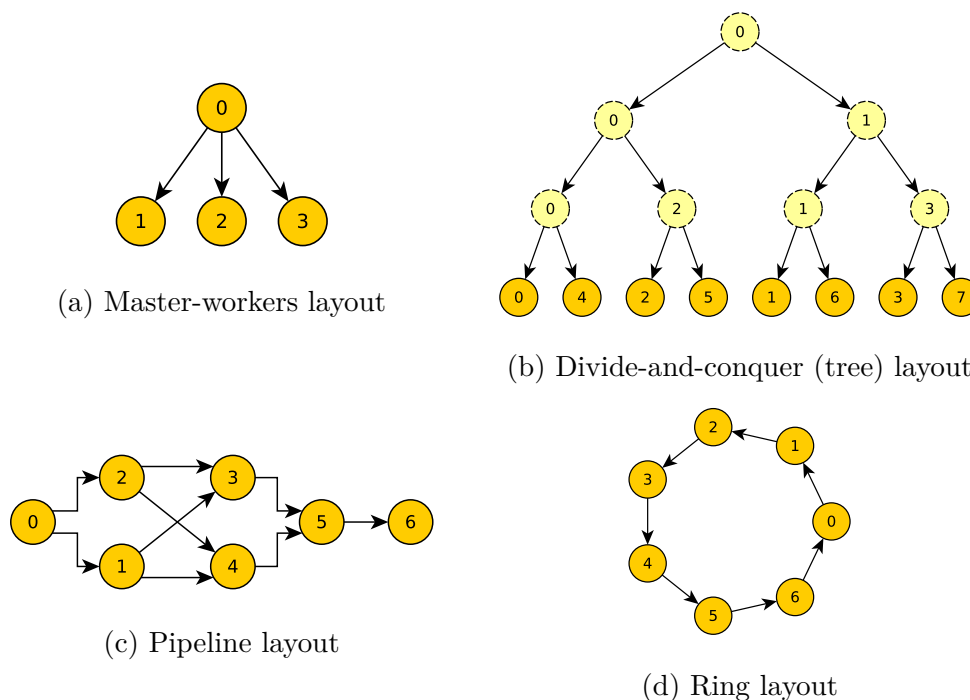 0
1 2 3
(a) Master-workers layout
0
0 1
0 2 1 3
0 4 2 5 1 6 3 7
(b) Divide-and-conquer (tree) layout
2 3
0 5 6
1 4
(c) Pipeline layout
2
1
3
0
4
6
5
(d) Ring layout